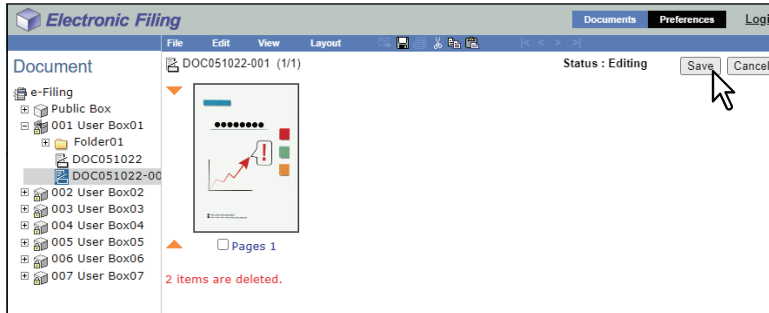 Electronic Filing
Documents Preferences Logi
File Edit View Layout
Document
DOC051022-001 (1/1) Status : Editing Save Cancel
e-Filing
Public Box
001 User Box01
Folder01
DOC051022
DOC051022-00
002 User Box02
003 User Box03
004 User Box04
005 User Box05
006 User Box06
007 User Box07
!
Pages 1
2 items are deleted.